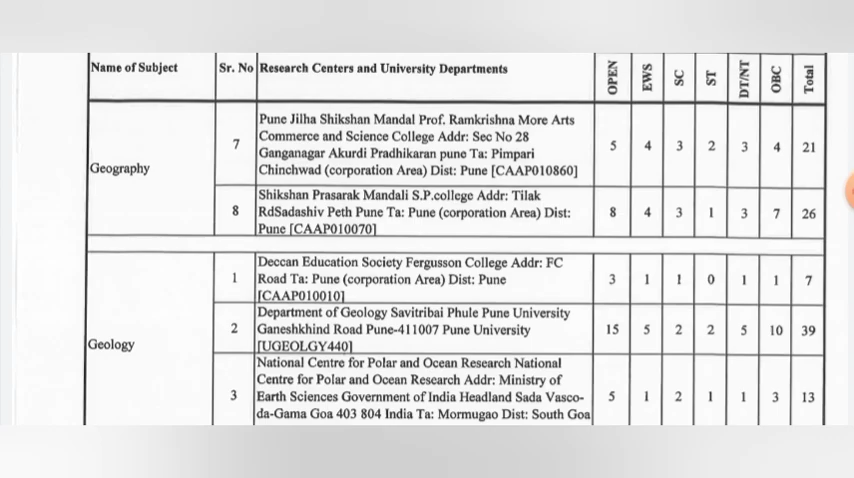 Name of Subject Sr. No Research Centers and University Departments OPEN EWS SC ST DT/NT OBC Total
Geography
7 Pune Jilha Shikshan Mandal Prof. Ramkrishna More Arts
Commerce and Science College Addr: Sec No 28
Ganganagar Akurdi Pradhikaran pune Ta: Pimpari
Chinchwad (corporation Area) Dist: Pune [CAAP010860]
5 4 3 2 3 4 21
8 Shikshan Prasarak Mandali S.P.college Addr: Tilak
RdSadashiv Peth Pune Ta: Pune (corporation Area) Dist:
Pune [CAAP010070]
8 4 3 1 3 7 26
Geology
1 Deccan Education Society Fergusson College Addr: FC
Road Ta: Pune (corporation Area) Dist: Pune
[CAAP010010]
3 1 1 0 1 1 7
2 Department of Geology Savitribai Phule Pune University
Ganeshkhind Road Pune-411007 Pune University
[UGEOLGY440]
15 5 2 2 5 10 39
3 National Centre for Polar and Ocean Research National
Centre for Polar and Ocean Research Addr: Ministry of
Earth Sciences Government of India Headland Sada Vasco-
da-Gama Goa 403 804 India Ta: Mormugao Dist: South Goa
5 1 2 1 1 3 13